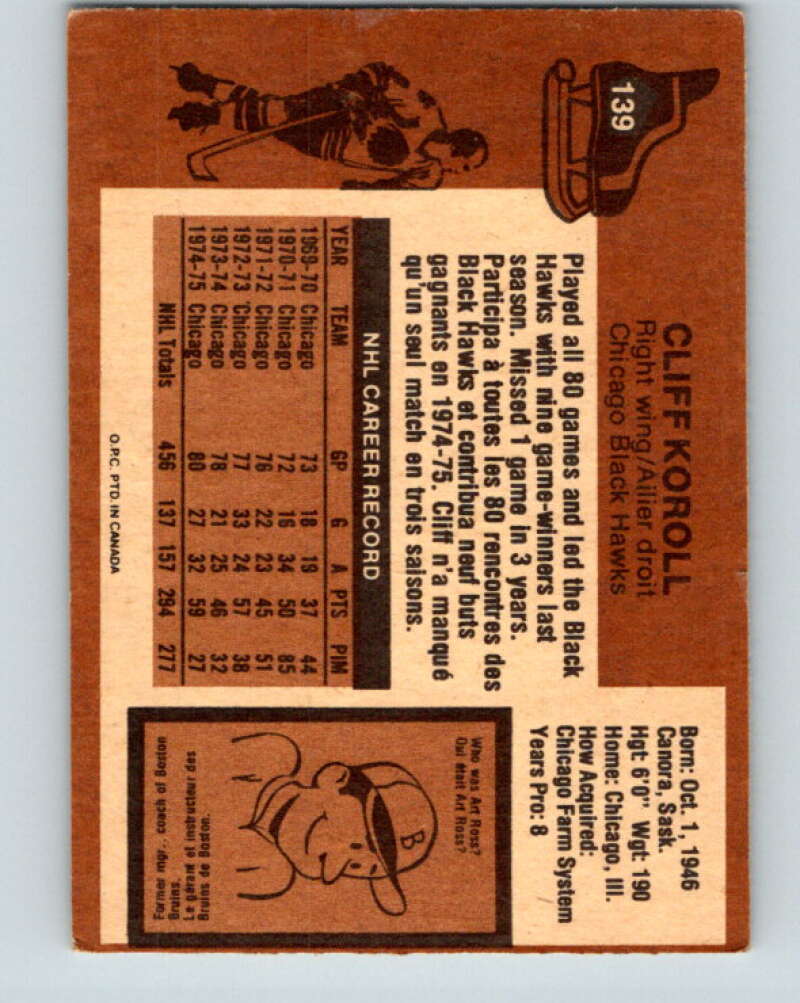 139
CLIFF KOROLL
Right wing/Ailier droit
Chicago Black Hawks
Played all 80 games and led the Black
Hawks with nine game-winners last
season. Missed 1 game in 3 years.
Participa à toutes les 80 rencontres des
Black Hawks et contribua neuf buts
gagnants en 1974-75. Cliff n'a manqué
qu'un seul match en trois saisons.
NHL CAREER RECORD
YEAR TEAM GP G A PTS PIM
1969-70 Chicago 73 18 19 37 44
1970-71 Chicago 72 16 34 50 85
1971-72 Chicago 76 22 23 45 51
1972-73 Chicago 77 33 24 57 38
1973-74 Chicago 78 21 25 46 32
1974-75 Chicago 80 27 32 59 27
NHL Totals 456 137 157 294 277
O.P.C. PTD. IN CANADA
Born: Oct. 1, 1946
Canora, Sask.
Hgt 6'0" Wgt: 190
Home: Chicago, Ill.
How Acquired:
Chicago Farm System
Years Pro: 8
Who was Art Ross?
Qui était Art Ross?
B
Former mgr., coach of Boston
Bruins.
Le gérant et instructeur des
Bruins de Boston.